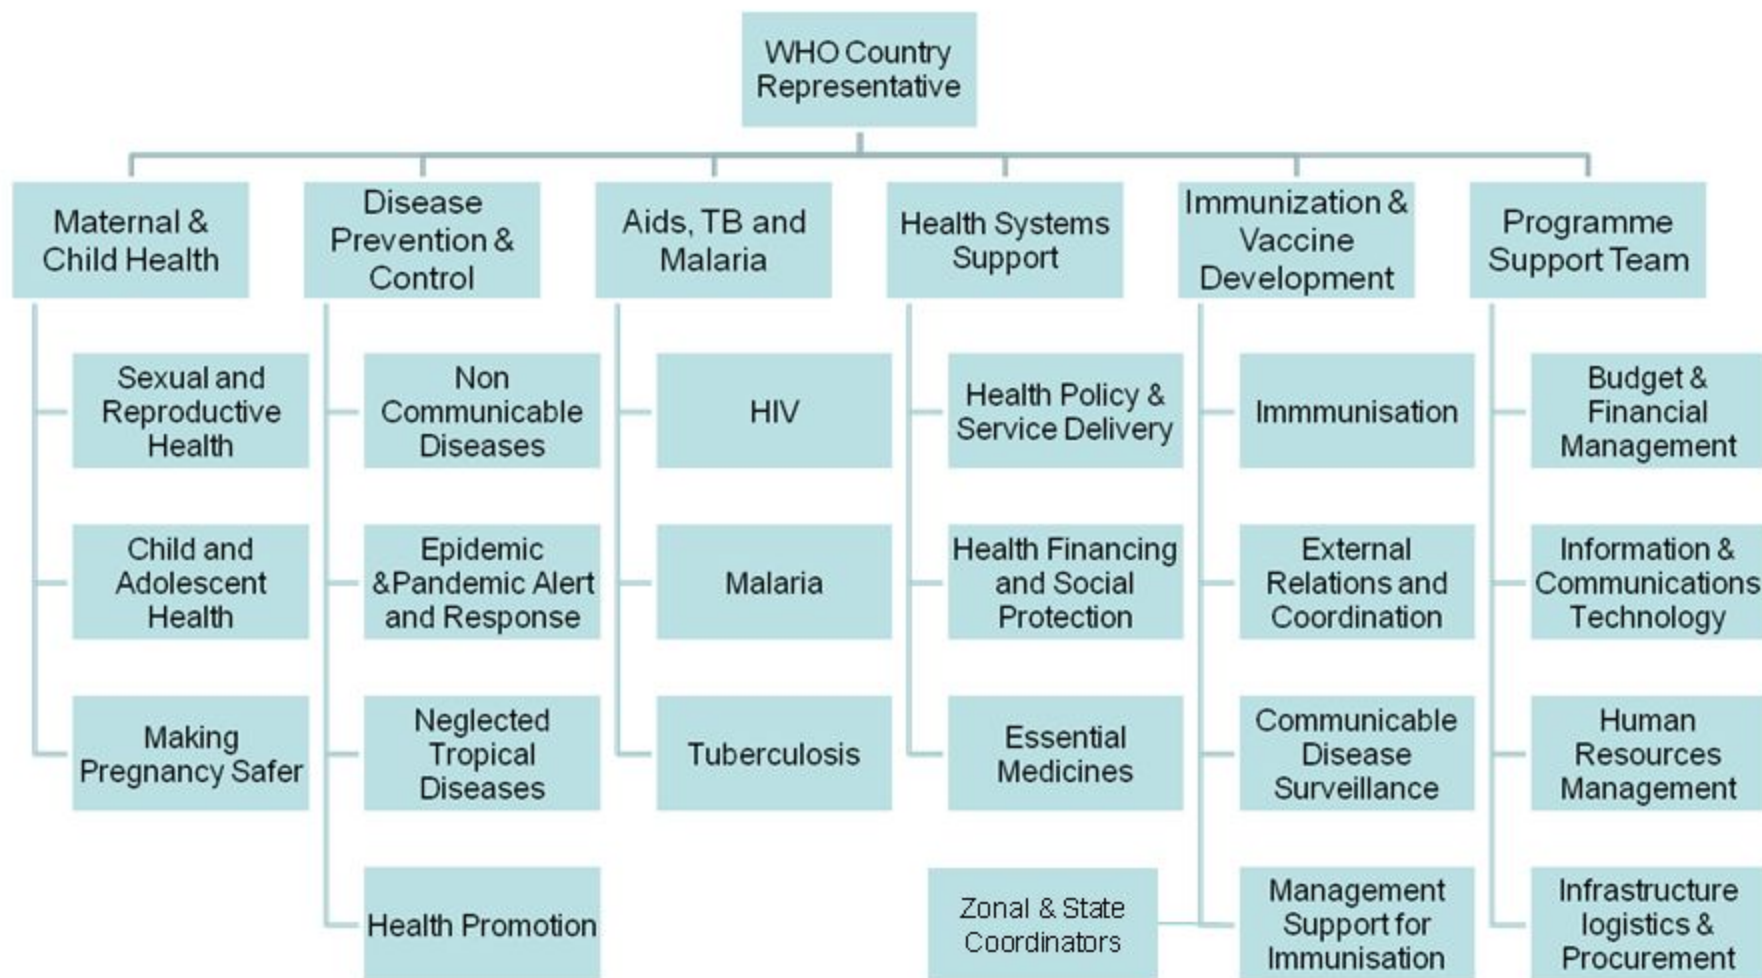 WHO Country
Representative
Maternal &
Child Health
Disease
Prevention &
Control
Aids, TB and
Malaria
Health Systems
Support
Immunization &
Vaccine
Development
Programme
Support Team
Sexual and
Reproductive
Health
Non
Communicable
Diseases
HIV
Health Policy &
Service Delivery
Immmunisation
Budget &
Financial
Management
Child and
Adolescent
Health
Epidemic
&Pandemic Alert
and Response
Malaria
Health Financing
and Social
Protection
External
Relations and
Coordination
Information &
Communications
Technology
Making
Pregnancy Safer
Neglected
Tropical
Diseases
Tuberculosis
Essential
Medicines
Communicable
Disease
Surveillance
Human
Resources
Management
Health Promotion
Zonal & State
Coordinators
Management
Support for
Immunisation
Infrastructure
logistics &
Procurement